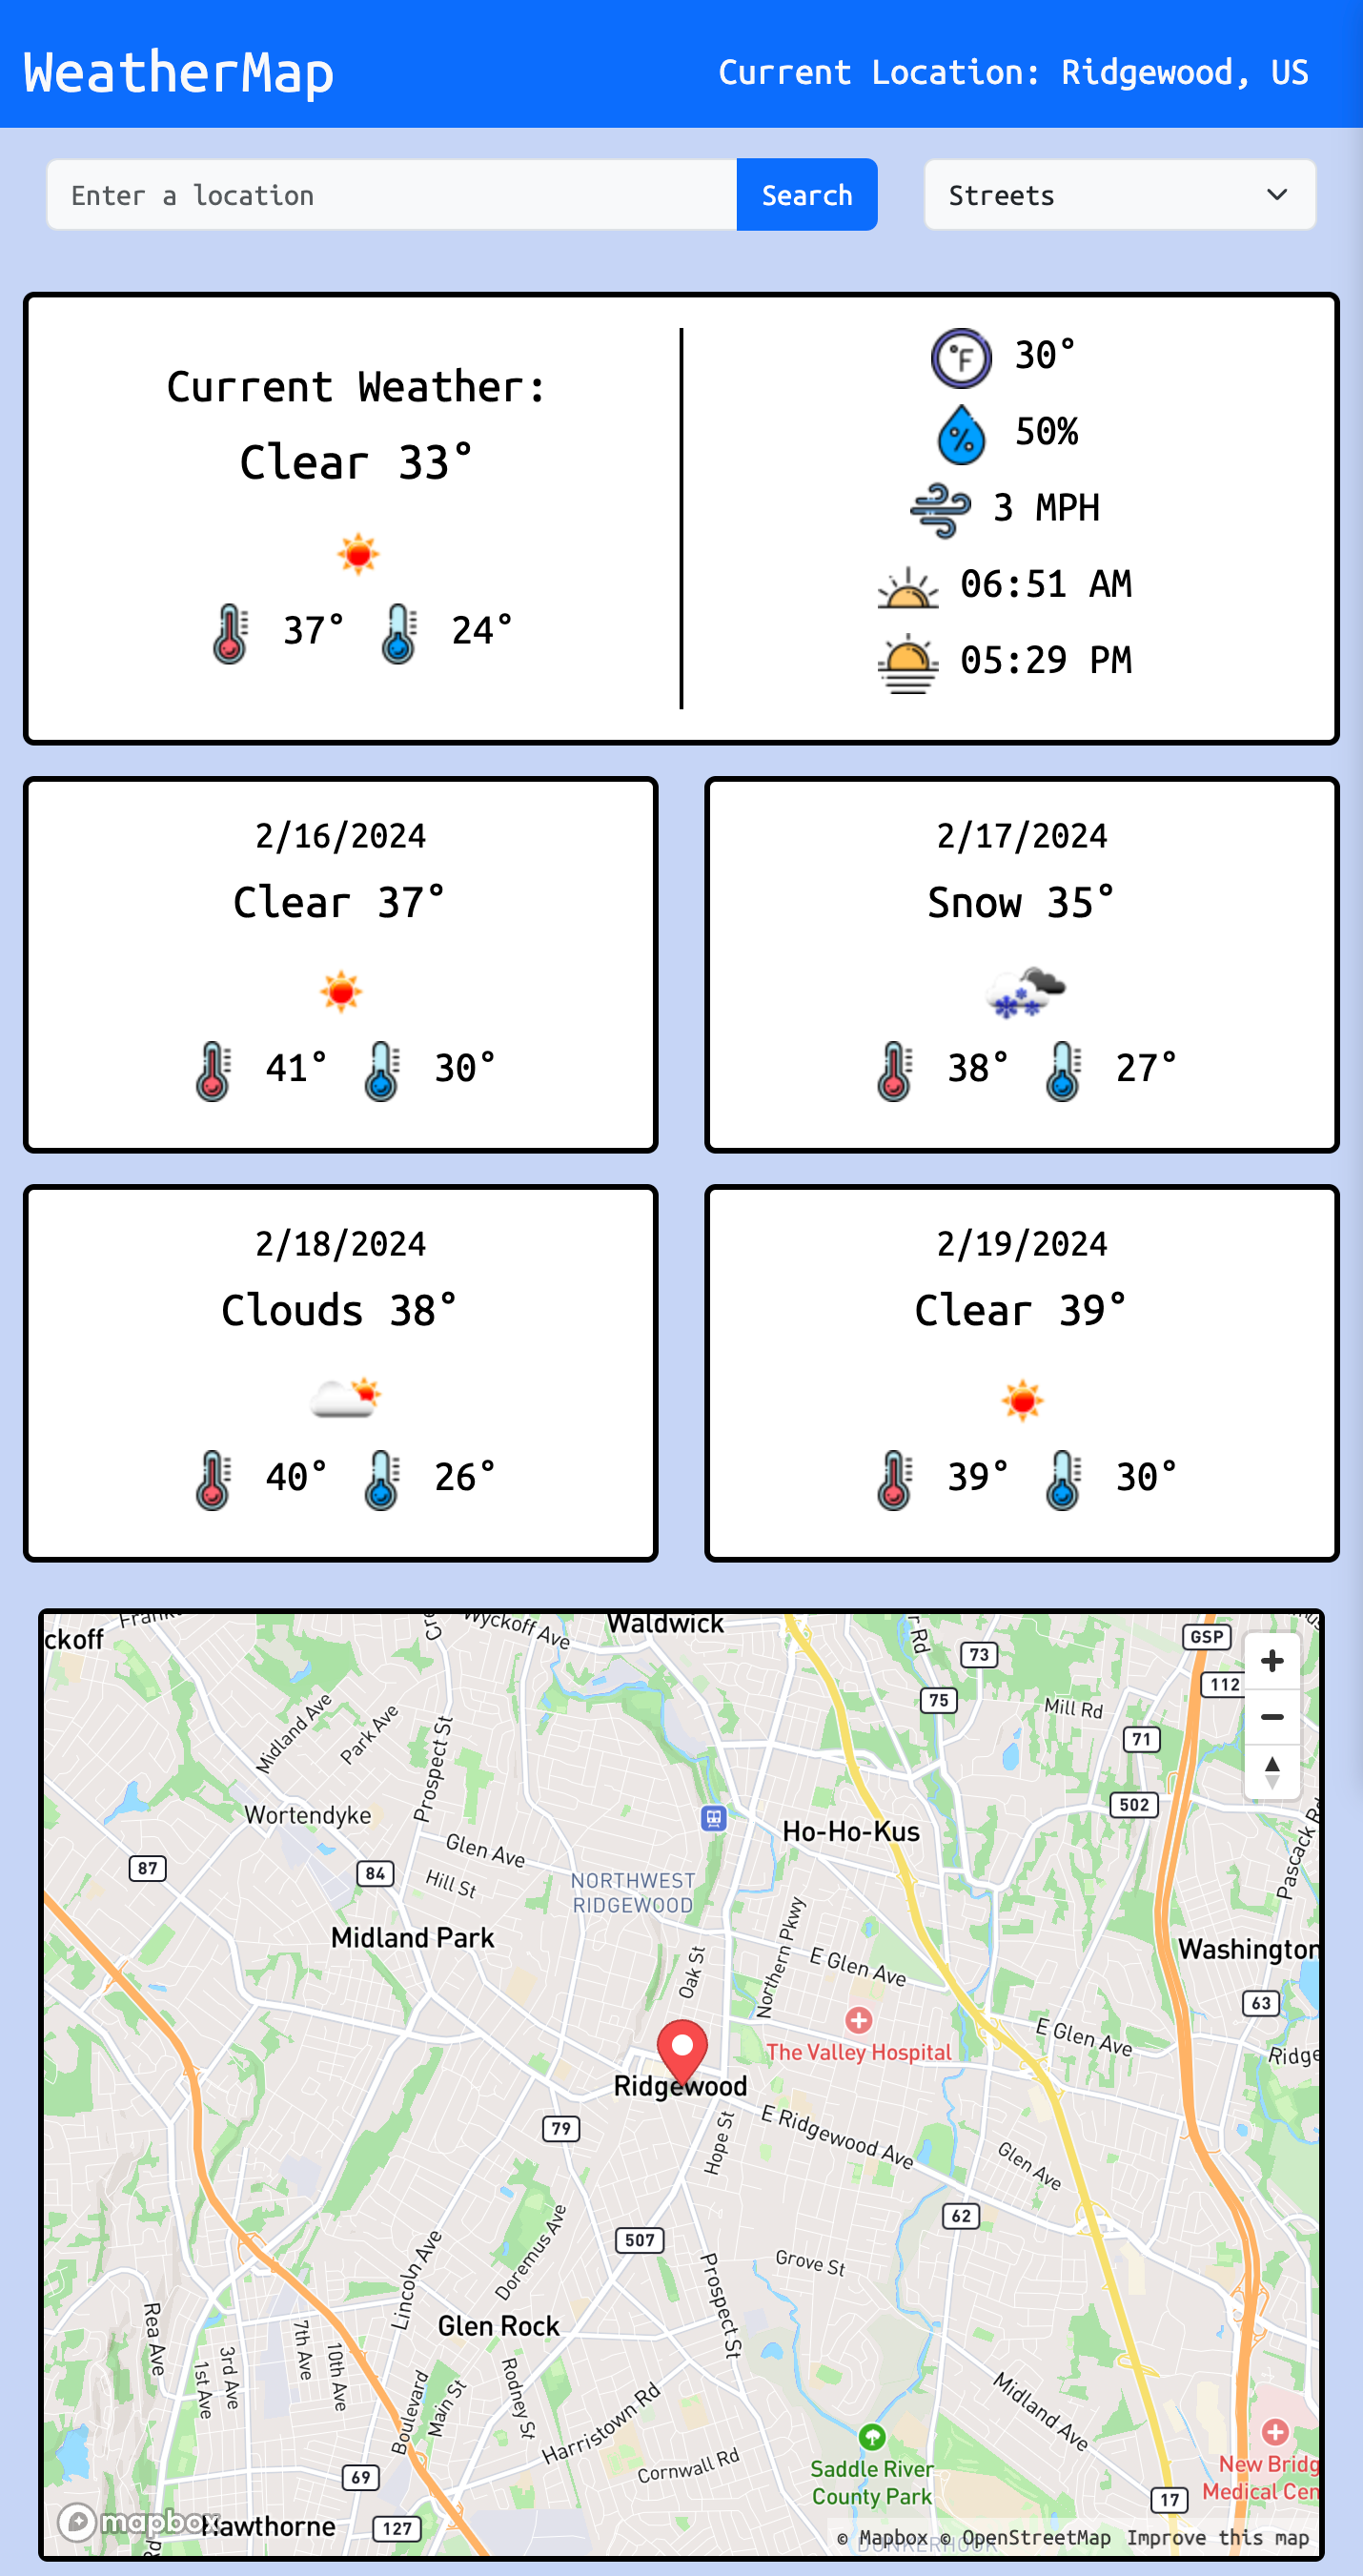 WeatherMap
Current Location: Ridgewood, US
Enter a location
Search
Streets
Current Weather:
Clear 33°
37° 24°
°F 30°
% 50%
3 MPH
06:51 AM
05:29 PM
2/16/2024
Clear 37°
41° 30°
2/17/2024
Snow 35°
38° 27°
2/18/2024
Clouds 38°
40° 26°
2/19/2024
Clear 39°
39° 30°
ckoff
Wyckoff Ave
Waldwick
r Rd
73
GSP
112
75
Mill Rd
71
Midland Ave
Park Ave
Prospect St
502
Wortendyke
Ho-Ho-Kus
Pascack Rd
Glen Ave
87
84
Hill St
NORTHWEST
RIDGEWOOD
Midland Park
Oak St
Northern Pkwy
E Glen Ave
Washington
63
The Valley Hospital
E Glen Ave
Ridge
Ridgewood
79
Hope St
E Ridgewood Ave
Glen Ave
62
507
Lincoln Ave
Doremus Ave
Prospect St
Grove St
Glen Rock
Rea Ave
1st Ave
3rd Ave
7th Ave
10th Ave
Boulevard
Main St
Rodney St
Harristown Rd
Cornwall Rd
Midland Ave
Saddle River
County Park
New Bridg
Medical Cen
69
17
mapbox
Hawthorne
127
DUNKERHOOK
© Mapbox © OpenStreetMap Improve this map